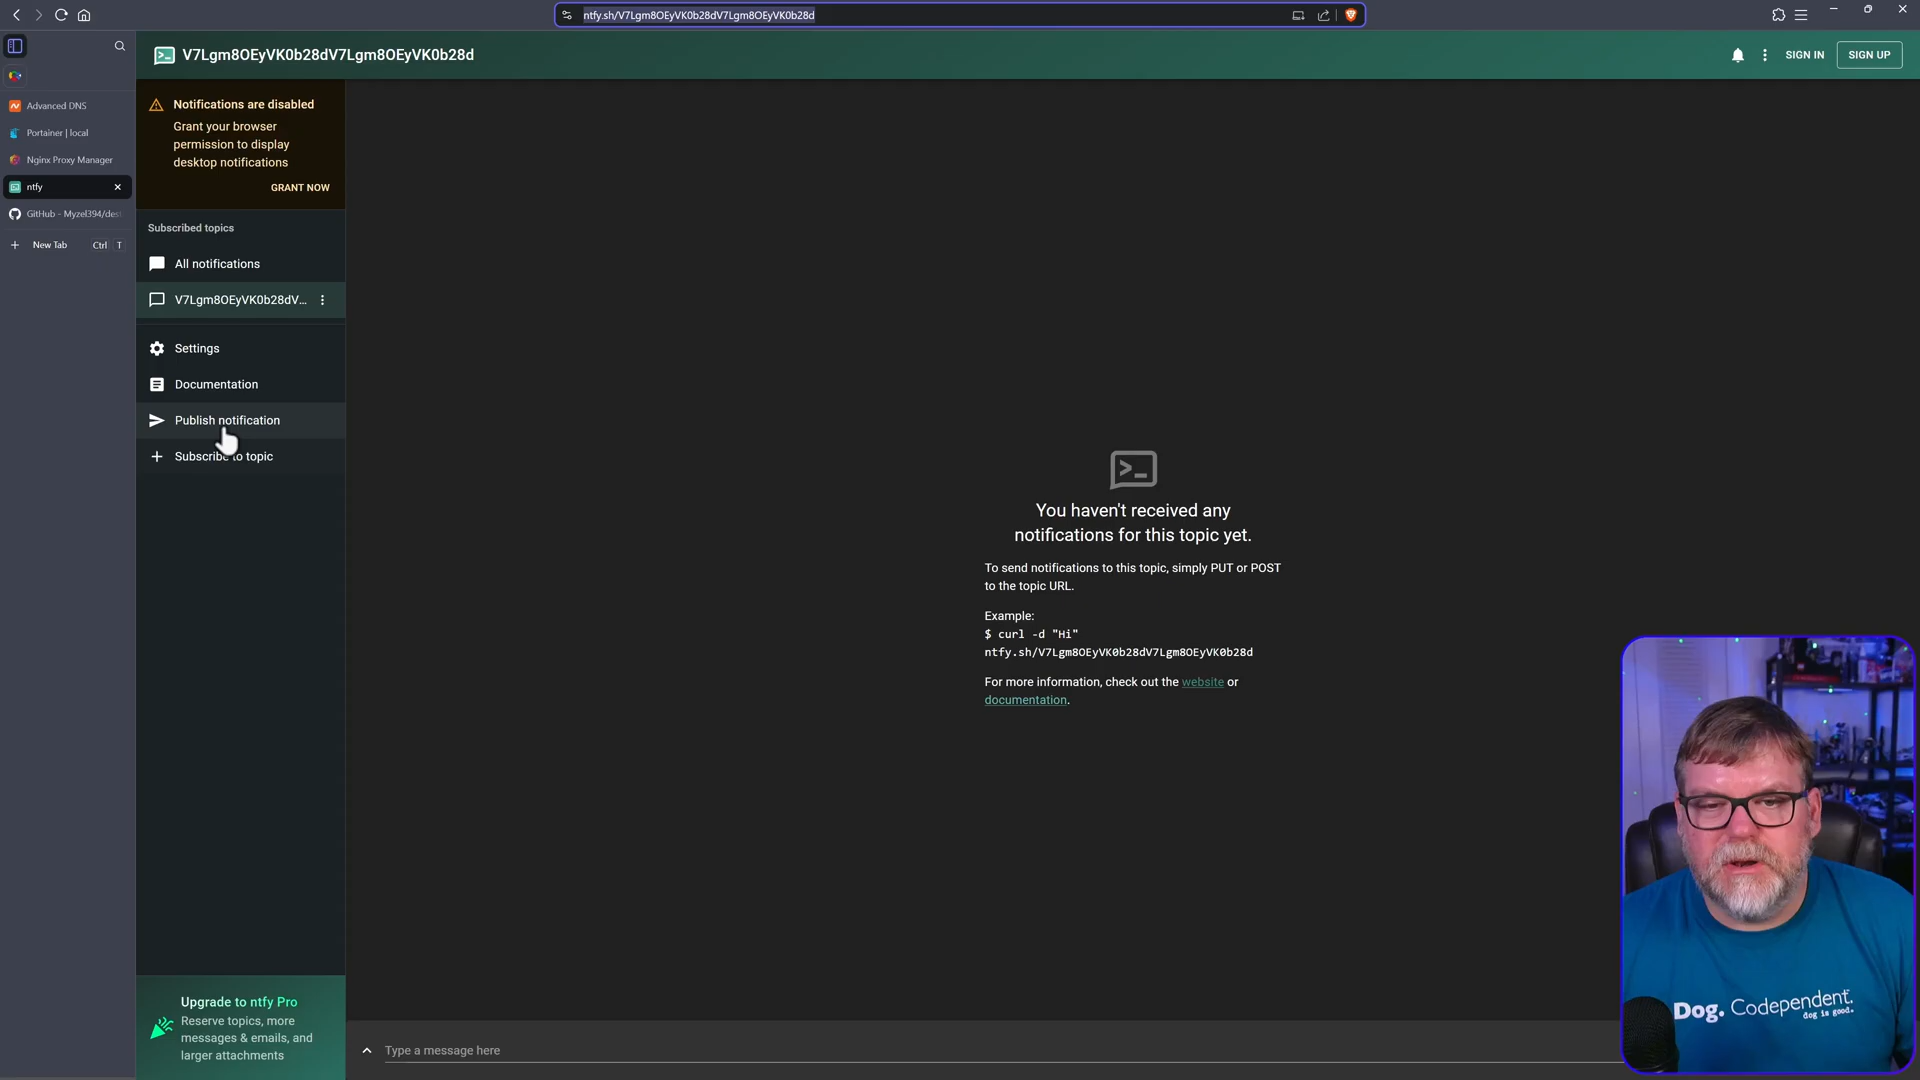 ntfy.sh/V7Lgm8OEyVK0b28dV7Lgm8OEyVK0b28d
V7Lgm8OEyVK0b28dV7Lgm8OEyVK0b28d
SIGN IN
SIGN UP
Advanced DNS
Portainer | local
Nginx Proxy Manager
ntfy
GitHub - Myzel394/des
New Tab
Ctrl T
Notifications are disabled
Grant your browser
permission to display
desktop notifications
GRANT NOW
Subscribed topics
All notifications
V7Lgm8OEyVK0b28dV...
Settings
Documentation
Publish notification
Subscribe to topic
You haven't received any
notifications for this topic yet.
To send notifications to this topic, simply PUT or POST
to the topic URL.
Example:
$ curl -d "Hi"
ntfy.sh/V7Lgm8OEyVK0b28dV7Lgm8OEyVK0b28d
For more information, check out the website or
documentation.
Upgrade to ntfy Pro
Reserve topics, more
messages & emails, and
larger attachments
Type a message here
Dog. Codependent.
dog is good.